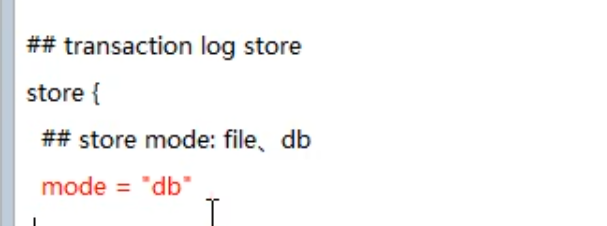 ## transaction log store
store {
## store mode: file、db
mode = "db"